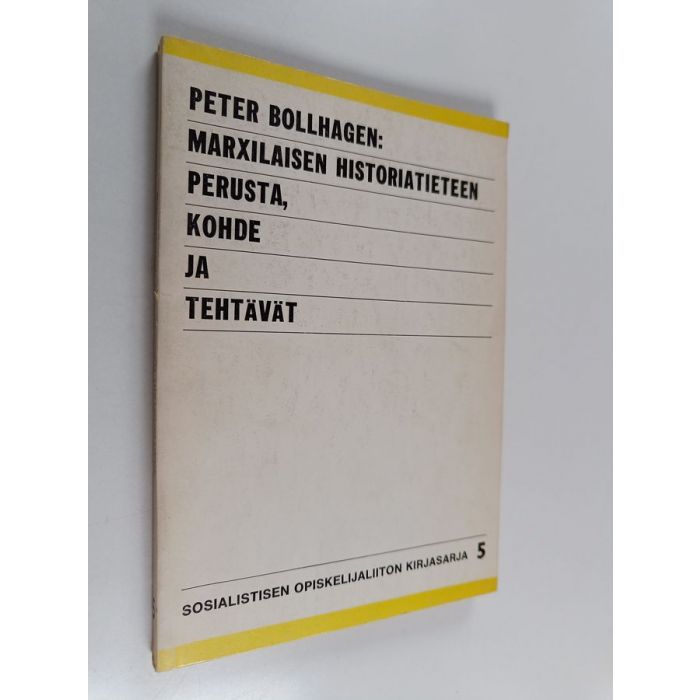 PETER BOLLHAGEN:
MARXILAISEN HISTORIATIETEEN
PERUSTA,
KOHDE
JA
TEHTÄVÄT
SOSIALISTISEN OPISKELIJALIITON KIRJASARJA 5